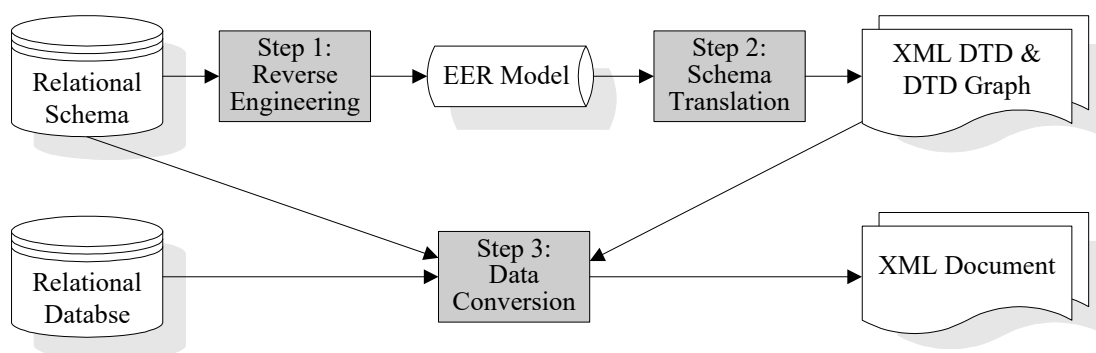 Relational
Schema
Step 1:
Reverse
Engineering
EER Model
Step 2:
Schema
Translation
XML DTD &
DTD Graph
Relational
Databse
Step 3:
Data
Conversion
XML Document